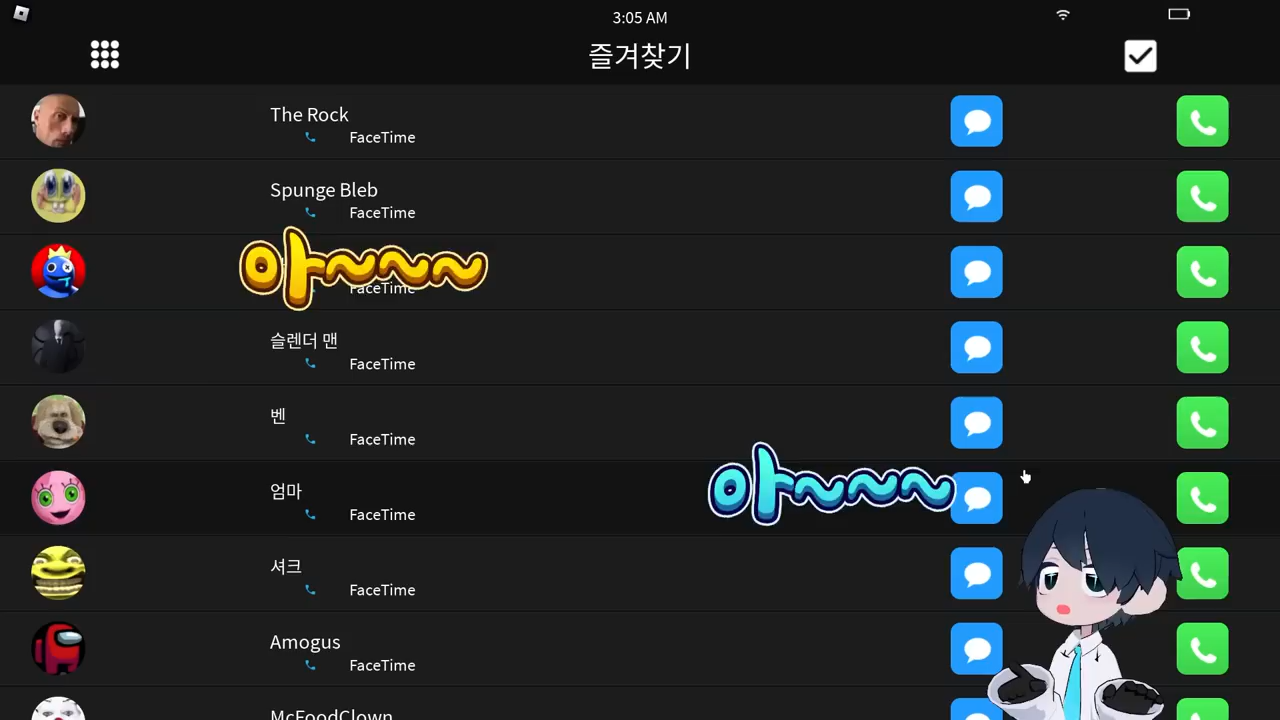 3:05 AM
즐겨찾기
The Rock
FaceTime
Spunge Bleb
FaceTime
아~~~
FaceTime
슬렌더 맨
FaceTime
벤
FaceTime
엄마
FaceTime
아~~~
셔크
FaceTime
Amogus
FaceTime
McFoodClown